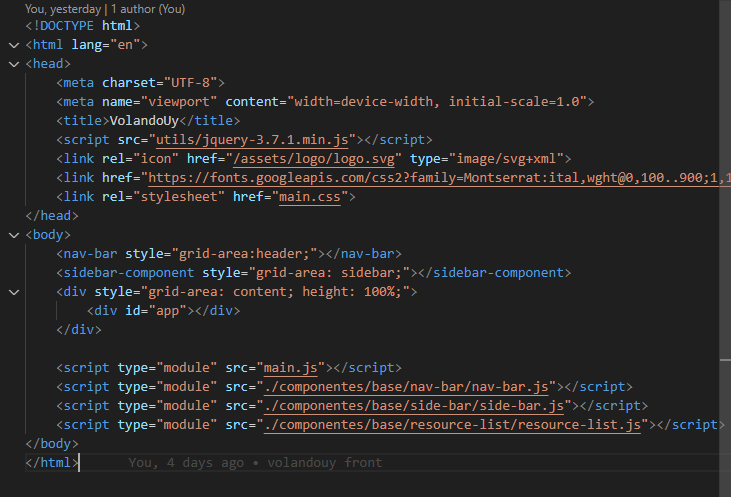 You, yesterday | 1 author (You)
<!DOCTYPE html>
<html lang="en">
<head>
    <meta charset="UTF-8">
    <meta name="viewport" content="width=device-width, initial-scale=1.0">
    <title>VolandoUy</title>
    <script src="utils/jquery-3.7.1.min.js"></script>
    <link rel="icon" href="/assets/logo/logo.svg" type="image/svg+xml">
    <link href="https://fonts.googleapis.com/css2?family=Montserrat:ital,wght@0,100..900;1,1
    <link rel="stylesheet" href="main.css">
</head>
<body>
    <nav-bar style="grid-area:header;"></nav-bar>
    <sidebar-component style="grid-area: sidebar;"></sidebar-component>
    <div style="grid-area: content; height: 100%;">
        <div id="app"></div>
    </div>

    <script type="module" src="main.js"></script>
    <script type="module" src="./componentes/base/nav-bar/nav-bar.js"></script>
    <script type="module" src="./componentes/base/side-bar/side-bar.js"></script>
    <script type="module" src="./componentes/base/resource-list/resource-list.js"></script>
</body>
</html> You, 4 days ago • volandouy front